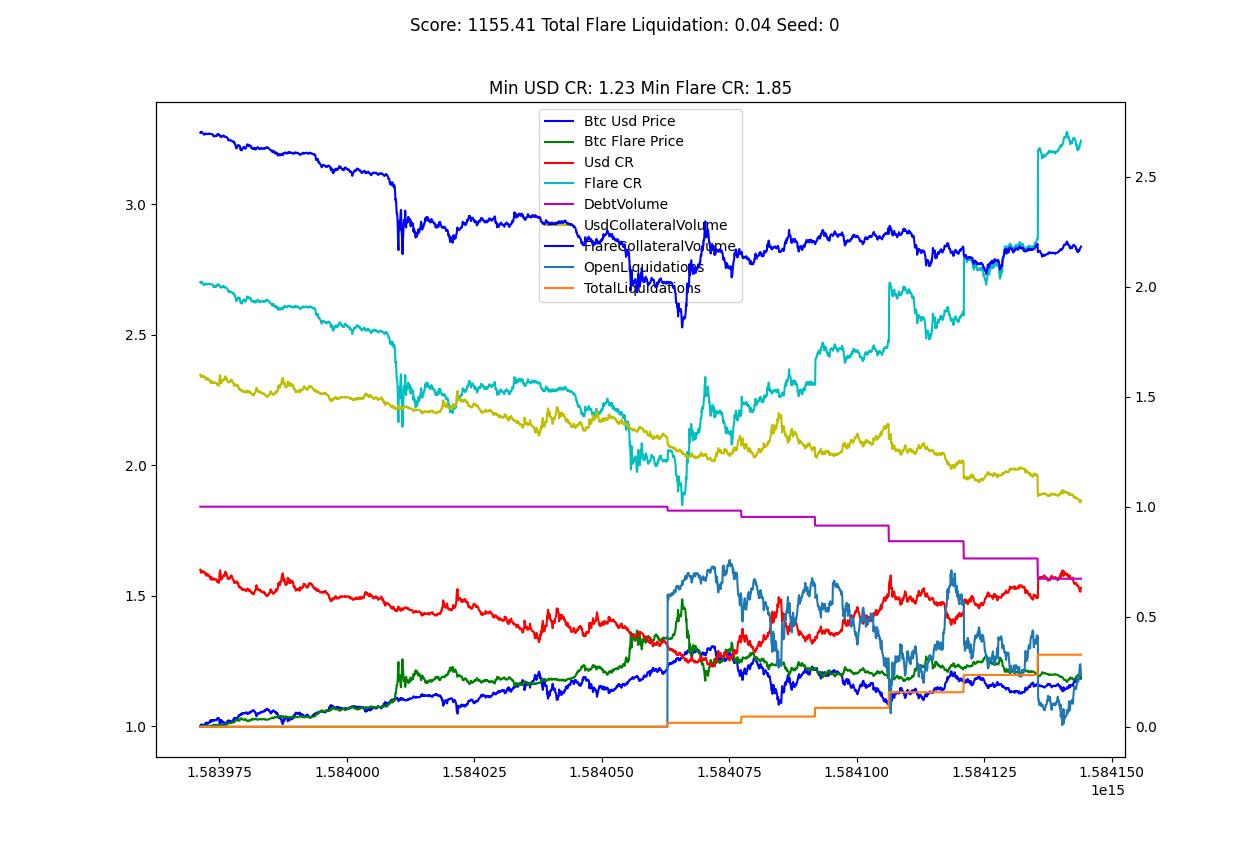 Score: 1155.41 Total Flare Liquidation: 0.04 Seed: 0
Min USD CR: 1.23 Min Flare CR: 1.85
Btc Usd Price
Btc Flare Price
Usd CR
Flare CR
DebtVolume
UsdCollateralVolume
FlareCollateralVolume
OpenLiquidations
TotalLiquidations
3.0
2.5
2.0
1.5
1.0
2.5
2.0
1.5
1.0
0.5
0.0
1.583975 1.584000 1.584025 1.584050 1.584075 1.584100 1.584125 1.584150
1e15